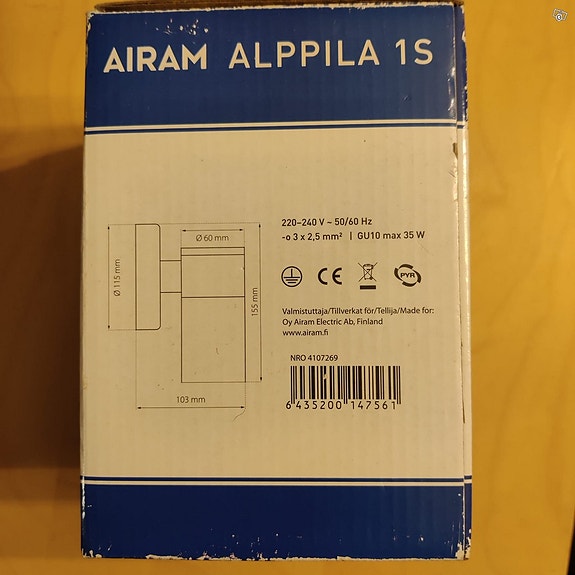 AIRAM ALPPILA 1S
220–240 V ~ 50/60 Hz
-o 3 x 2,5 mm² | GU10 max 35 W
Ø 60 mm
Ø 115 mm
155 mm
103 mm
CE
PYR
Valmistuttaja/Tillverkat för/Tellija/Made for:
Oy Airam Electric Ab, Finland
www.airam.fi
NRO 4107269
6 435200 147561